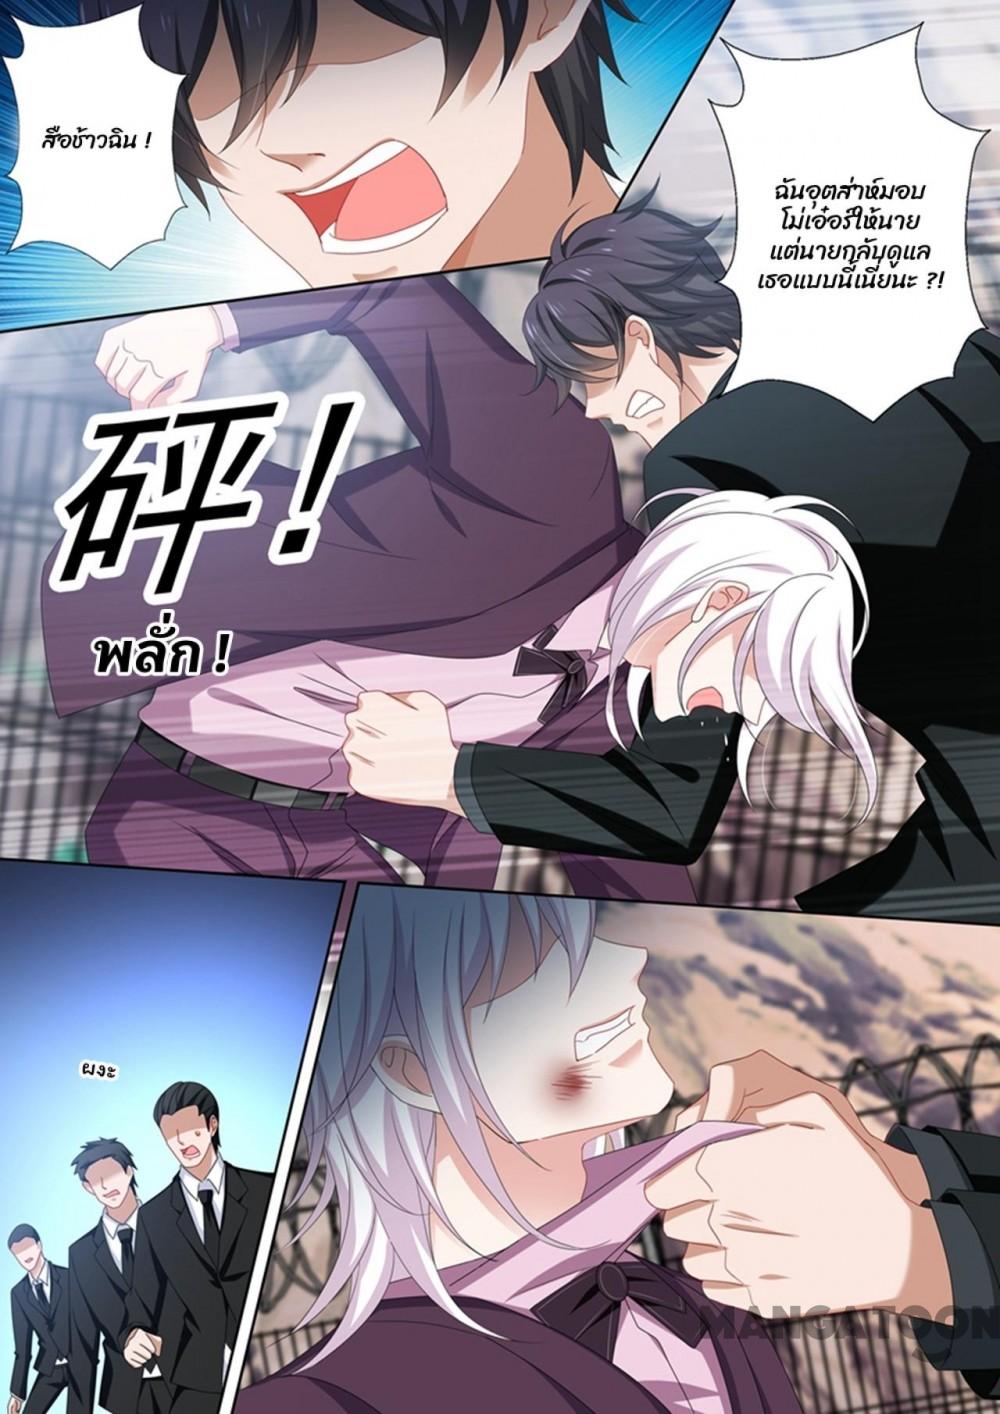 สือช้าวฉิน !
ฉันอุตส่าห์มอบ
โม่เอ๋อร์ให้นาย
แต่นายกลับดูแล
เธอแบบนี้เนี่ยนะ ?!
砰!
พลั่ก !
ผงะ
MANGATOON